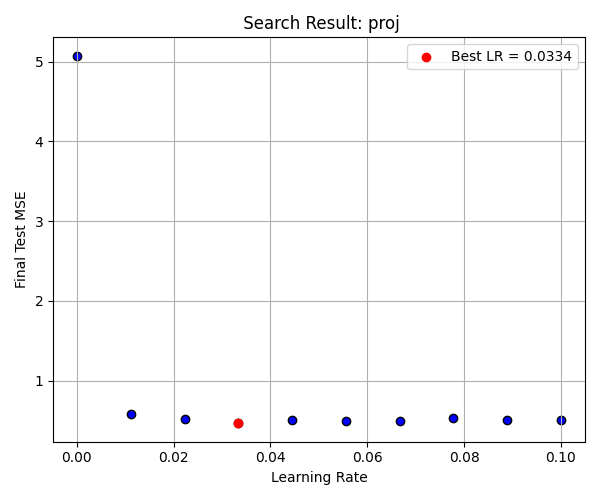 Search Result: proj
Best LR = 0.0334
5
4
3
2
1
Final Test MSE
0.00 0.02 0.04 0.06 0.08 0.10
Learning Rate